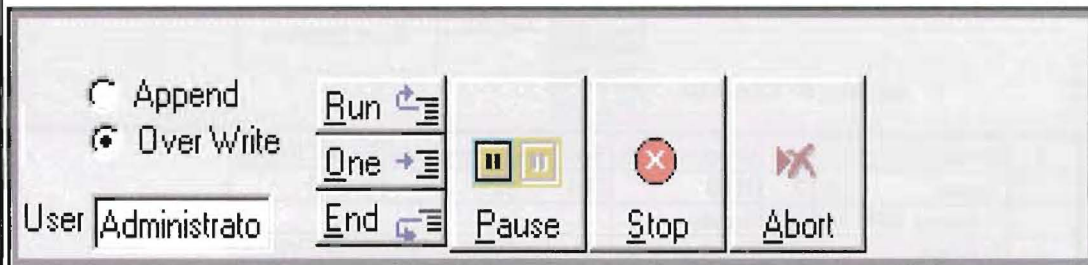 Append
Over Write
User Administrato
Run
One
End
Pause
Stop
Abort